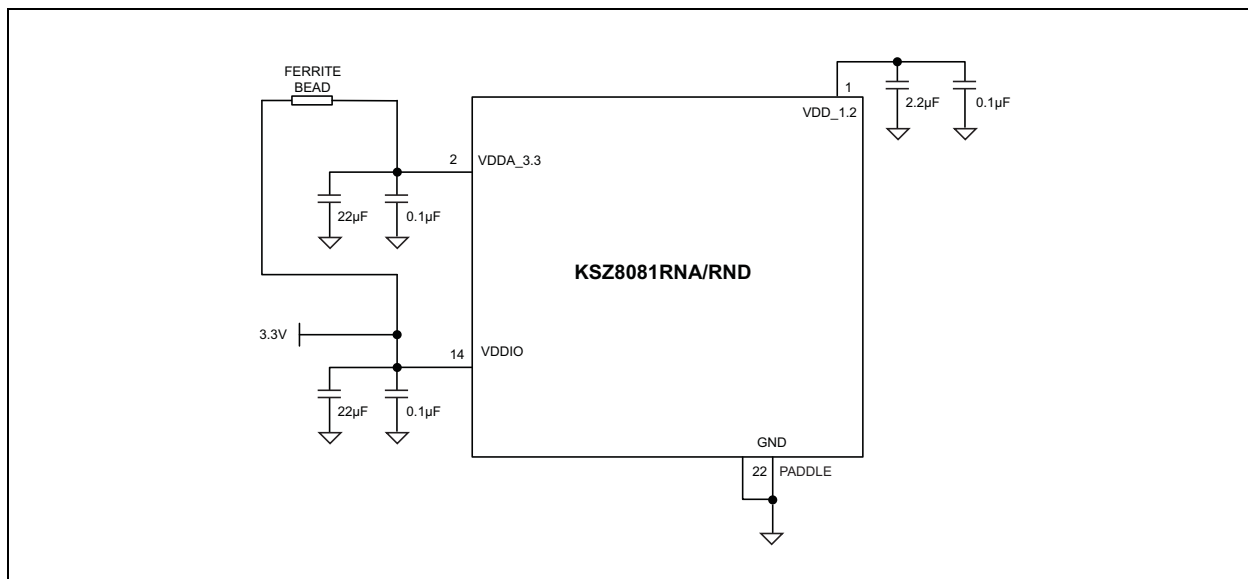 FERRITE
BEAD
1
VDD_1.2
2.2µF
0.1µF
2
VDDA_3.3
22µF
0.1µF
KSZ8081RNA/RND
3.3V
14
VDDIO
22µF
0.1µF
GND
22
PADDLE